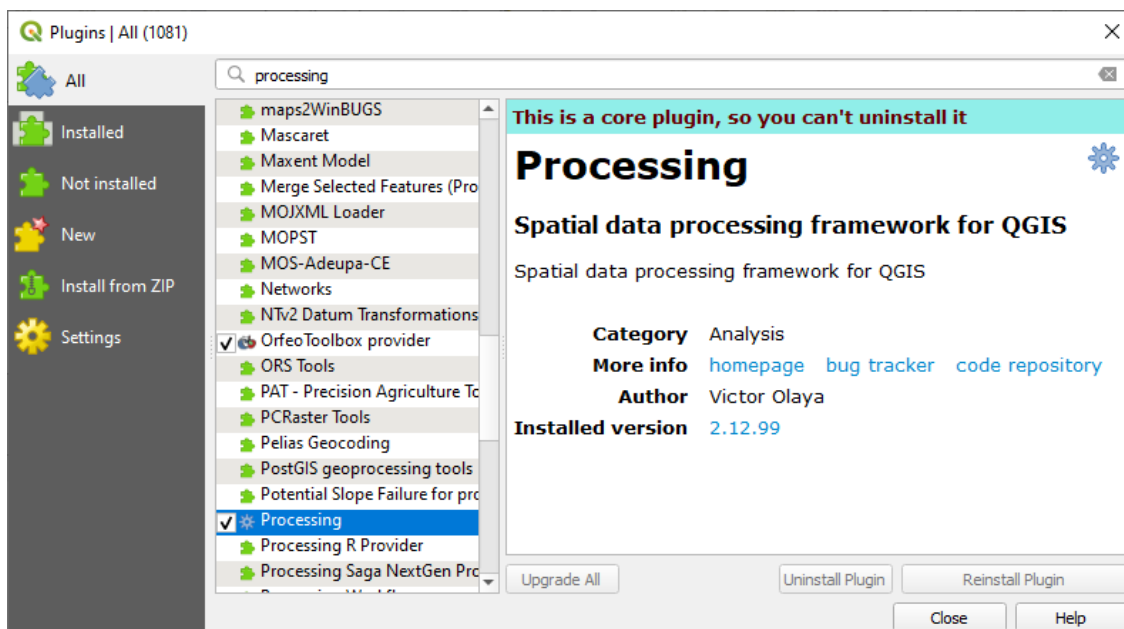 Plugins | All (1081)
All
Installed
Not installed
New
Install from ZIP
Settings
processing
maps2WinBUGS
Mascaret
Maxent Model
Merge Selected Features (Pro
MOJXML Loader
MOPST
MOS-Adeupa-CE
Networks
NTv2 Datum Transformations
OrfeoToolbox provider
ORS Tools
PAT - Precision Agriculture To
PCRaster Tools
Pelias Geocoding
PostGIS geoprocessing tools
Potential Slope Failure for pro
Processing
Processing R Provider
Processing Saga NextGen Pro
This is a core plugin, so you can't uninstall it
Processing
Spatial data processing framework for QGIS
Spatial data processing framework for QGIS
Category Analysis
More info homepage bug tracker code repository
Author Victor Olaya
Installed version 2.12.99
Upgrade All Uninstall Plugin Reinstall Plugin
Close Help